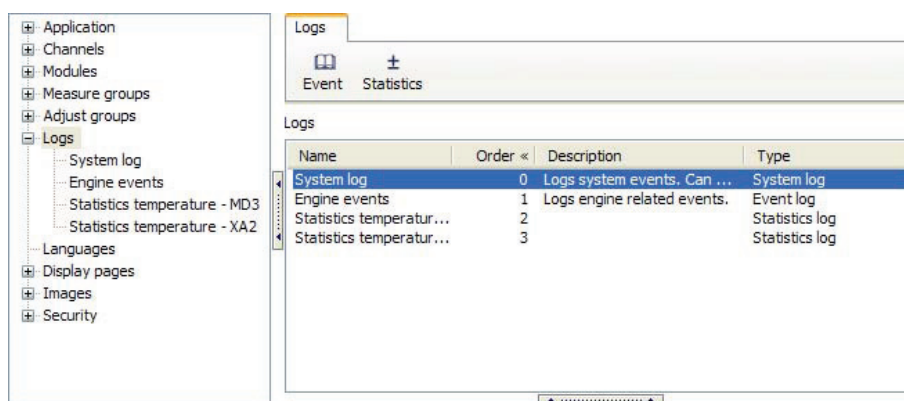 Application
Channels
Modules
Measure groups
Adjust groups
Logs
System log
Engine events
Statistics temperature - MD3
Statistics temperature - XA2
Languages
Display pages
Images
Security
Logs
Event Statistics
Logs
Name Order « Description Type
System log 0 Logs system events. Can ... System log
Engine events 1 Logs engine related events. Event log
Statistics temperatur... 2 Statistics log
Statistics temperatur... 3 Statistics log